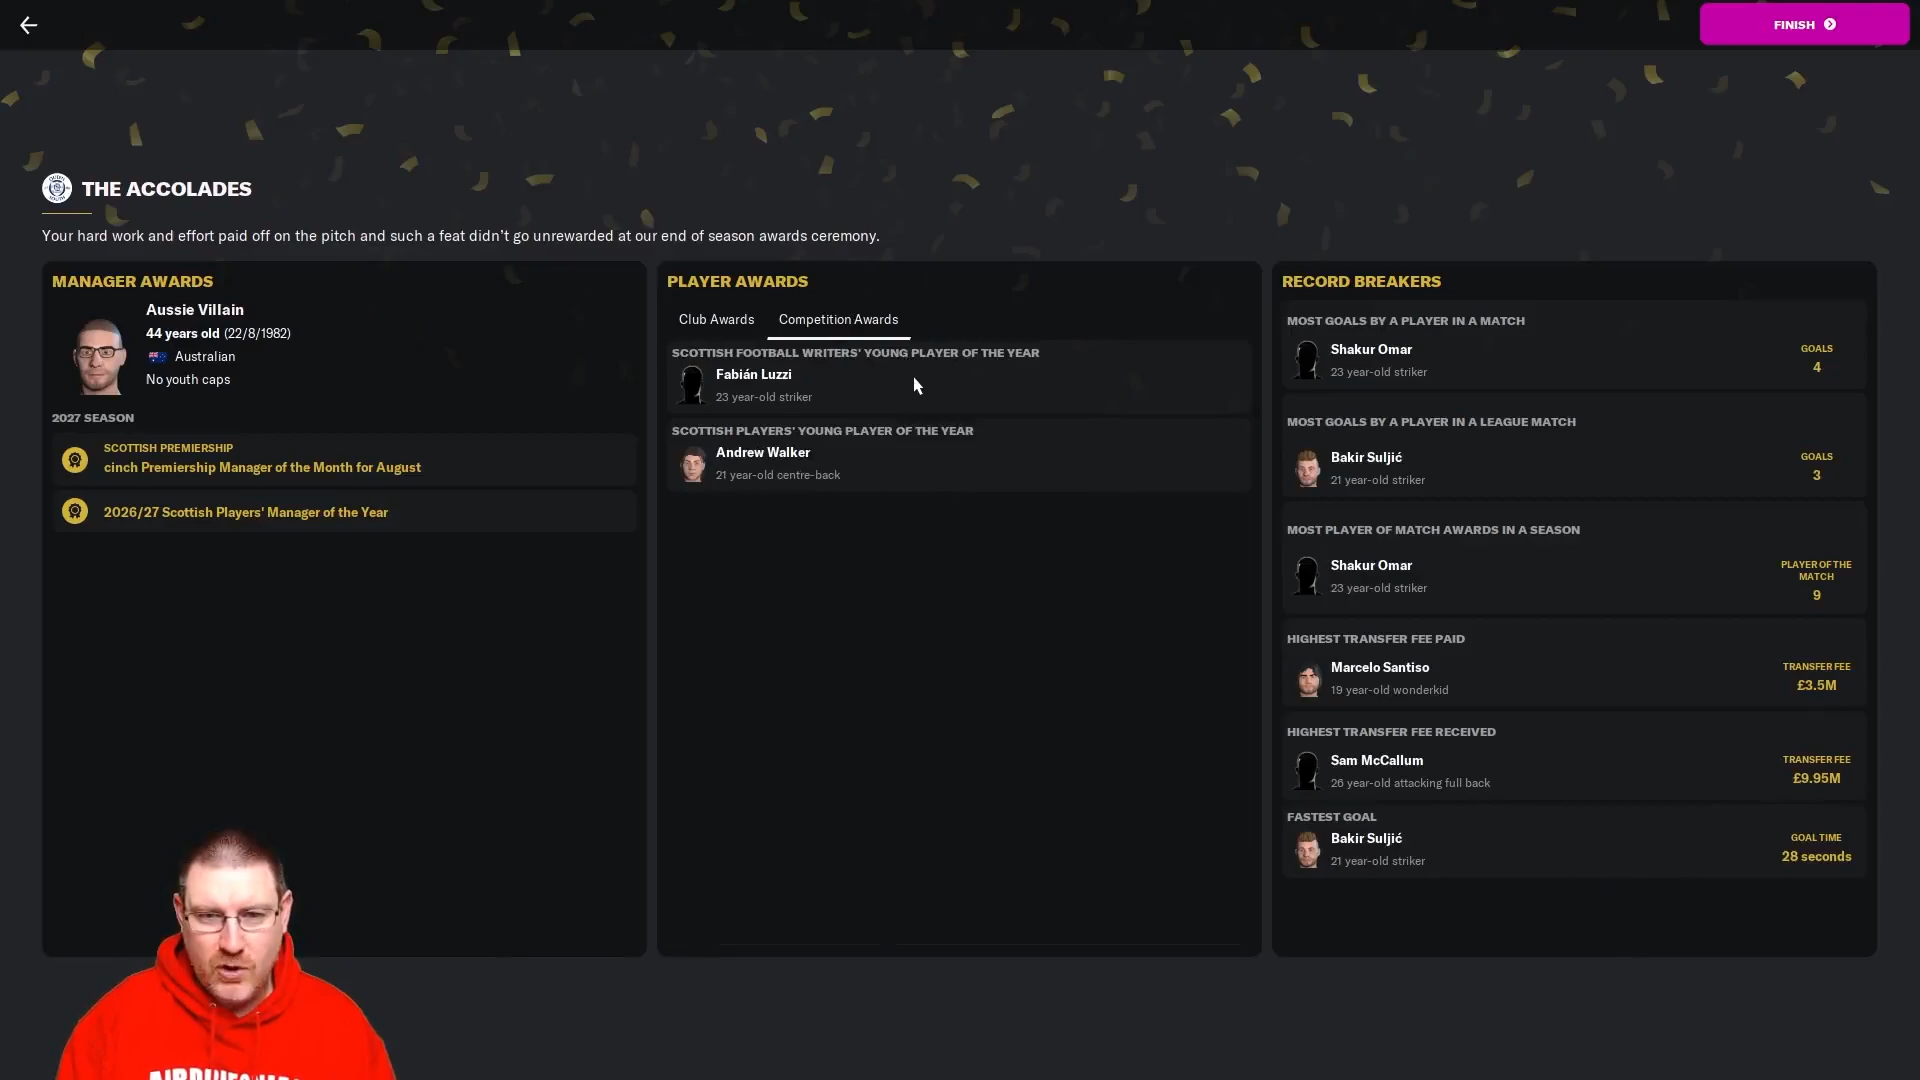 FINISH
THE ACCOLADES
Your hard work and effort paid off on the pitch and such a feat didn't go unrewarded at our end of season awards ceremony.
MANAGER AWARDS
Aussie Villain
44 years old (22/8/1982)
Australian
No youth caps
2027 SEASON
SCOTTISH PREMIERSHIP
cinch Premiership Manager of the Month for August
2026/27 Scottish Players' Manager of the Year
PLAYER AWARDS
Club Awards Competition Awards
SCOTTISH FOOTBALL WRITERS' YOUNG PLAYER OF THE YEAR
Fabián Luzzi
23 year-old striker
SCOTTISH PLAYERS' YOUNG PLAYER OF THE YEAR
Andrew Walker
21 year-old centre-back
RECORD BREAKERS
MOST GOALS BY A PLAYER IN A MATCH
Shakur Omar
23 year-old striker
GOALS
4
MOST GOALS BY A PLAYER IN A LEAGUE MATCH
Bakir Suljić
21 year-old striker
GOALS
3
MOST PLAYER OF MATCH AWARDS IN A SEASON
Shakur Omar
23 year-old striker
PLAYER OF THE
MATCH
9
HIGHEST TRANSFER FEE PAID
Marcelo Santiso
19 year-old wonderkid
TRANSFER FEE
£3.5M
HIGHEST TRANSFER FEE RECEIVED
Sam McCallum
26 year-old attacking full back
TRANSFER FEE
£9.95M
FASTEST GOAL
Bakir Suljić
21 year-old striker
GOAL TIME
28 seconds